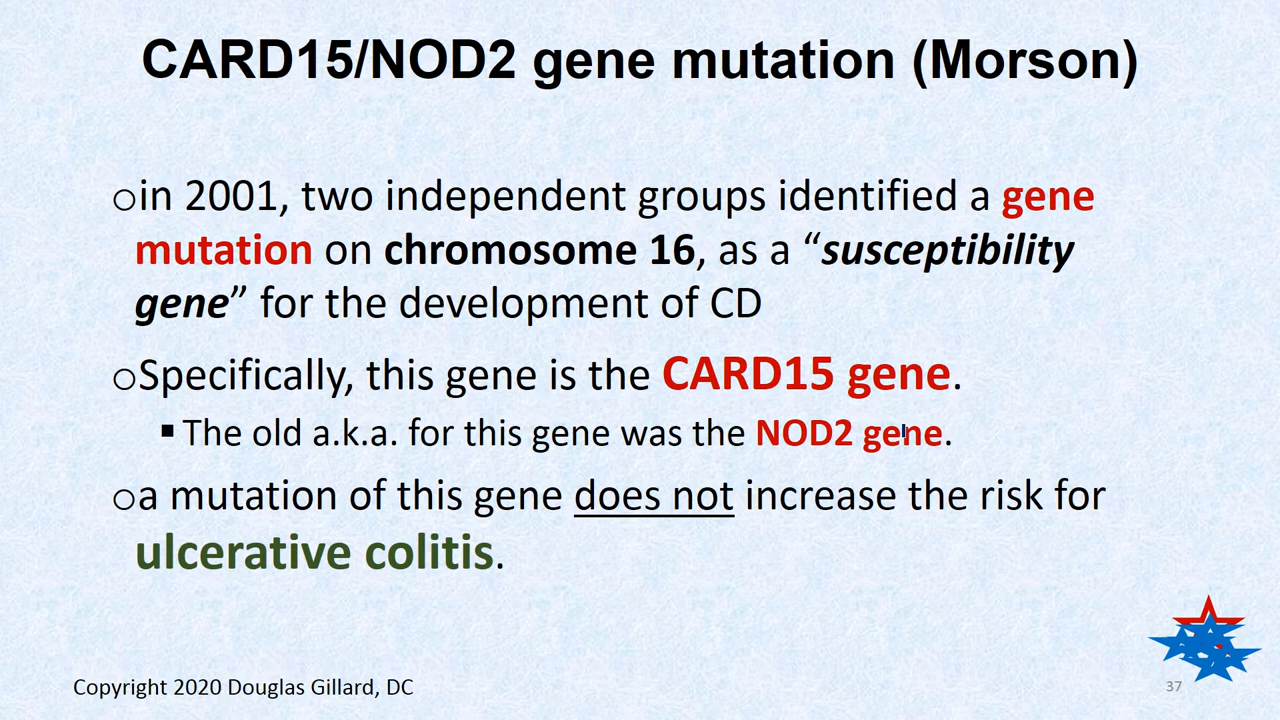 CARD15/NOD2 gene mutation (Morson)
oin 2001, two independent groups identified a gene
mutation on chromosome 16, as a “susceptibility
gene” for the development of CD
oSpecifically, this gene is the CARD15 gene.
▪ The old a.k.a. for this gene was the NOD2 gene.
oa mutation of this gene does not increase the risk for
ulcerative colitis.
Copyright 2020 Douglas Gillard, DC
37